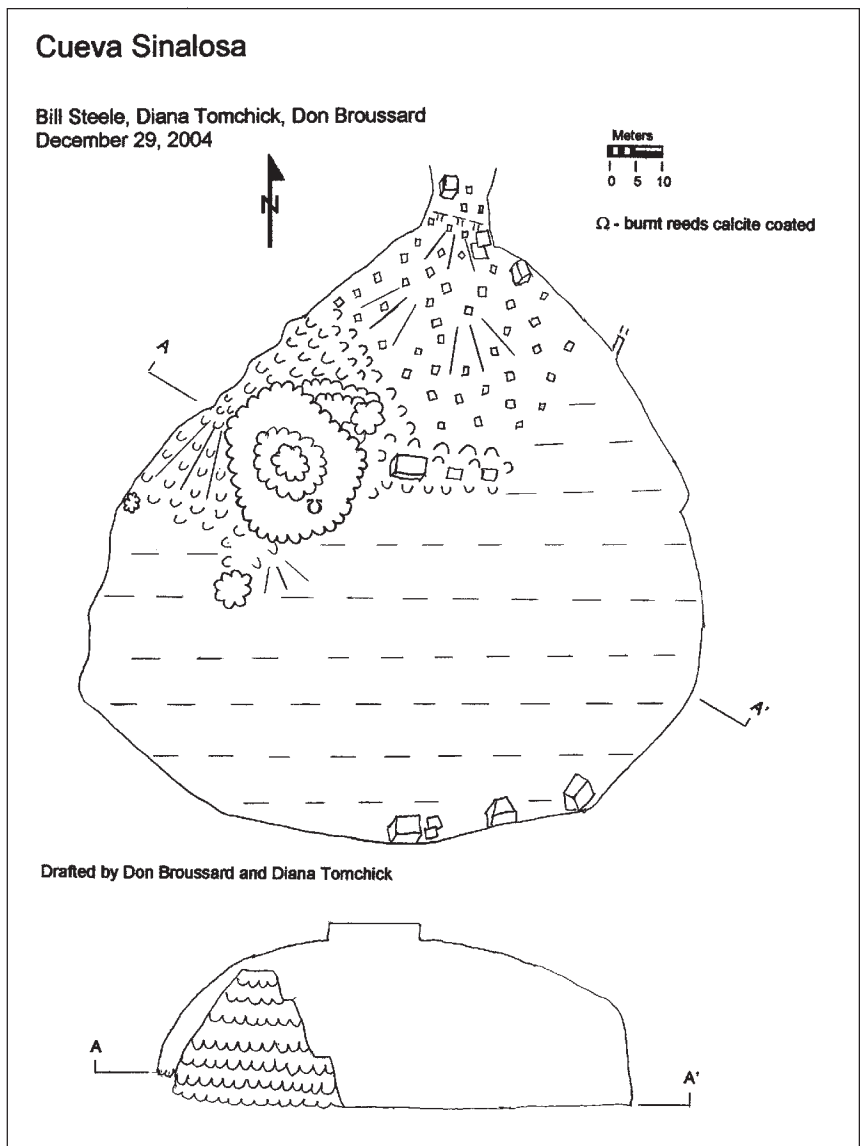 Cueva Sinalosa
Bill Steele, Diana Tomchick, Don Broussard
December 29, 2004
Meters
0 5 10
Ω - burnt reeds calcite coated
N
A
Ω
A'
Drafted by Don Broussard and Diana Tomchick
A
A'